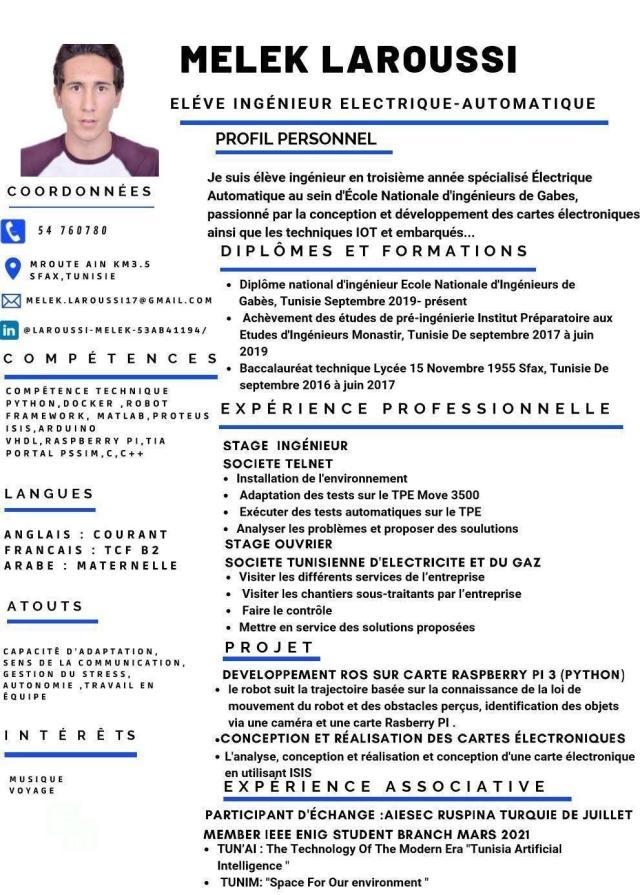 MELEK LAROUSSI
ELÉVE INGÉNIEUR ELECTRIQUE-AUTOMATIQUE
COORDONNÉES
54 760780
MROUTE AIN KM3.5
SFAX,TUNISIE
MELEK.LAROUSSI17@GMAIL.COM
@LAROUSSI-MELEK-53AB41194/
COMPÉTENCES
COMPÉTENCE TECHNIQUE
PYTHON,DOCKER ,ROBOT
FRAMEWORK, MATLAB,PROTEUS
ISIS,ARDUINO
VHDL,RASPBERRY PI,TIA
PORTAL PSSIM,C,C++
LANGUES
ANGLAIS : COURANT
FRANCAIS : TCF B2
ARABE : MATERNELLE
ATOUTS
CAPACITÉ D'ADAPTATION,
SENS DE LA COMMUNICATION,
GESTION DU STRESS,
AUTONOMIE ,TRAVAIL EN
ÉQUIPE
INTÉRÊTS
MUSIQUE
VOYAGE
PROFIL PERSONNEL
Je suis élève ingénieur en troisième année spécialisé Électrique
Automatique au sein d'École Nationale d'ingénieurs de Gabes,
passionné par la conception et développement des cartes électroniques
ainsi que les techniques IOT et embarqués...
DIPLÔMES ET FORMATIONS
• Diplôme national d'ingénieur Ecole Nationale d'Ingénieurs de
Gabès, Tunisie Septembre 2019- présent
• Achèvement des études de pré-ingénierie Institut Préparatoire aux
Etudes d'Ingénieurs Monastir, Tunisie De septembre 2017 à juin
2019
• Baccalauréat technique Lycée 15 Novembre 1955 Sfax, Tunisie De
septembre 2016 à juin 2017
EXPÉRIENCE PROFESSIONNELLE
STAGE INGÉNIEUR
SOCIETE TELNET
• Installation de l'environnement
• Adaptation des tests sur le TPE Move 3500
• Exécuter des tests automatiques sur le TPE
• Analyser les problèmes et proposer des soulutions
STAGE OUVRIER
SOCIETE TUNISIENNE D'ELECTRICITE ET DU GAZ
• Visiter les différents services de l'entreprise
• Visiter les chantiers sous-traitants par l'entreprise
• Faire le contrôle
• Mettre en service des solutions proposées
PROJET
DEVELOPPEMENT ROS SUR CARTE RASPBERRY PI 3 (PYTHON)
• le robot suit la trajectoire basée sur la connaissance de la loi de
mouvement du robot et des obstacles perçus, identification des objets
via une caméra et une carte Rasberry PI .
•CONCEPTION ET RÉALISATION DES CARTES ÉLECTRONIQUES
• L'analyse, conception et réalisation et conception d'une carte électronique
en utilisant ISIS
EXPÉRIENCE ASSOCIATIVE
PARTICIPANT D'ÉCHANGE :AIESEC RUSPINA TURQUIE DE JUILLET
MEMBER IEEE ENIG STUDENT BRANCH MARS 2021
• TUN'AI : The Technology Of The Modern Era "Tunisia Artificial
Intelligence "
• TUNIM: "Space For Our environment "